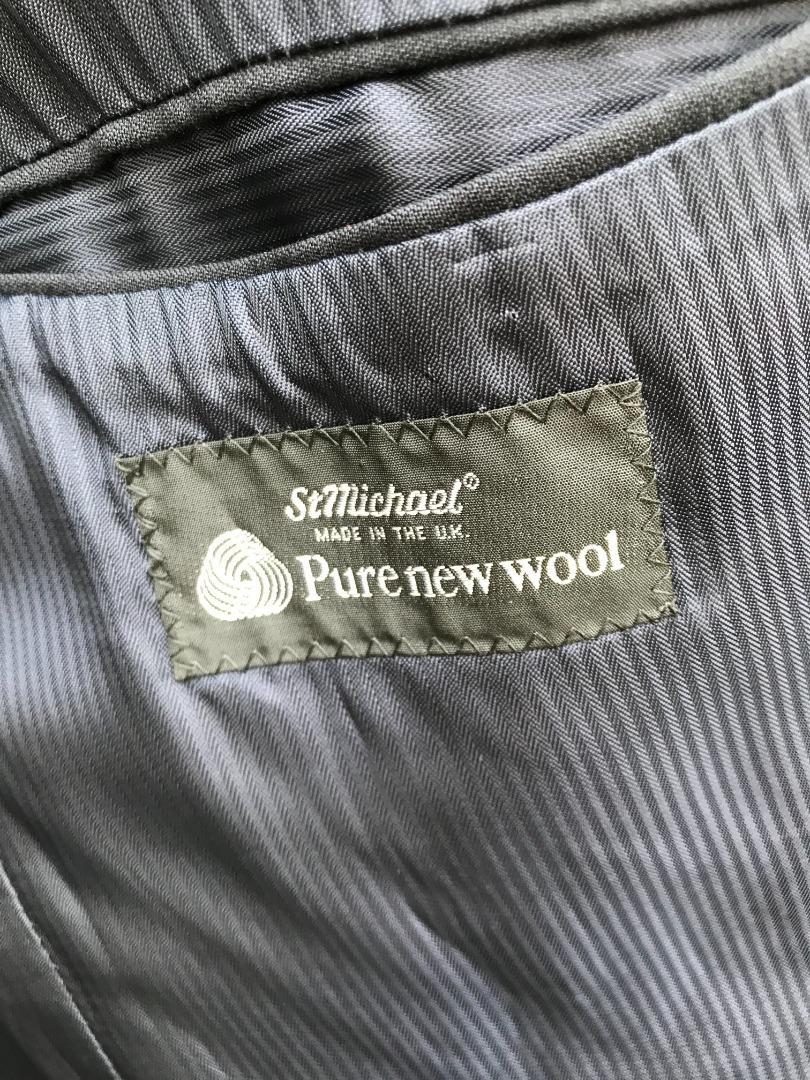 StMichael®
MADE IN THE U.K.
Pure new wool